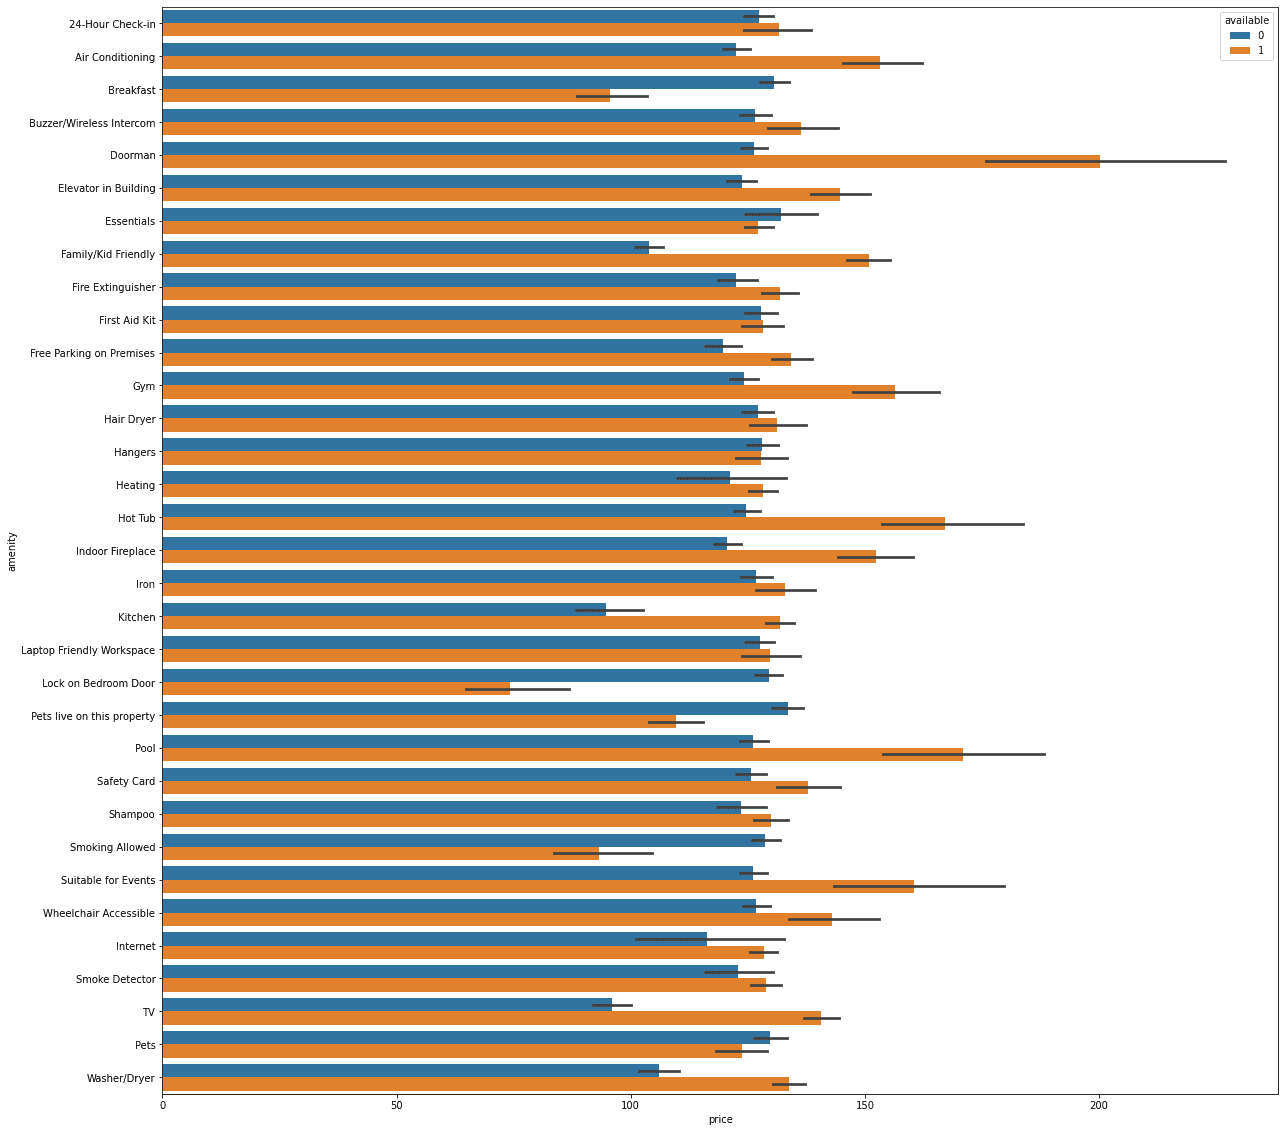 available
0
1
24-Hour Check-in
Air Conditioning
Breakfast
Buzzer/Wireless Intercom
Doorman
Elevator in Building
Essentials
Family/Kid Friendly
Fire Extinguisher
First Aid Kit
Free Parking on Premises
Gym
Hair Dryer
Hangers
Heating
Hot Tub
Indoor Fireplace
Iron
Kitchen
Laptop Friendly Workspace
Lock on Bedroom Door
Pets live on this property
Pool
Safety Card
Shampoo
Smoking Allowed
Suitable for Events
Wheelchair Accessible
Internet
Smoke Detector
TV
Pets
Washer/Dryer
amenity
0 50 100 150 200
price